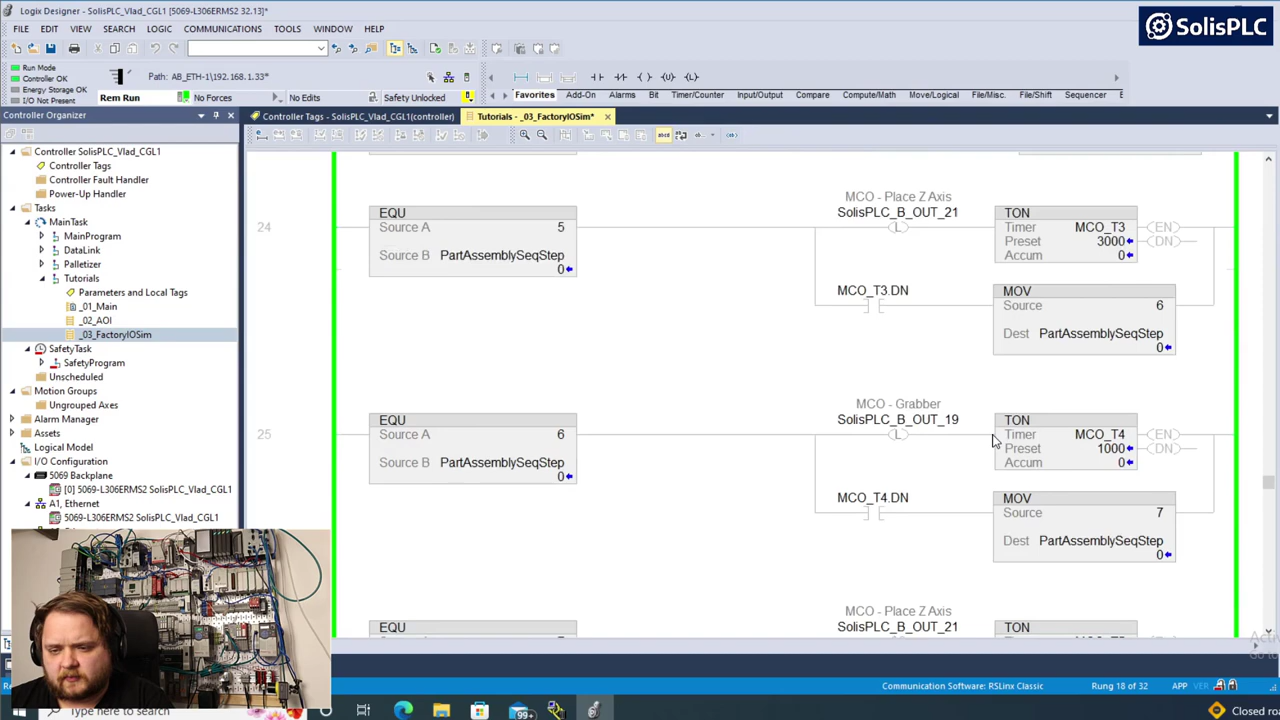 Logix Designer - SolisPLC_Vlad_CGL1 [5069-L306ERMS2 32.13]*
SolisPLC
FILE EDIT VIEW SEARCH LOGIC COMMUNICATIONS TOOLS WINDOW HELP
Run Mode
Controller OK
Energy Storage OK
I/O Not Present
Path: AB_ETH-1\192.168.1.33*
Rem Run No Forces No Edits Safety Unlocked
Favorites Add-On Alarms Bit Timer/Counter Input/Output Compare Compute/Math Move/Logical File/Misc. File/Shift Sequencer E
Controller Organizer
Controller Tags - SolisPLC_Vlad_CGL1(controller)
Tutorials - _03_FactoryIOSim*
Controller SolisPLC_Vlad_CGL1
Controller Tags
Controller Fault Handler
Power-Up Handler
Tasks
MainTask
MainProgram
DataLink
Palletizer
Tutorials
Parameters and Local Tags
_01_Main
_02_AOI
_03_FactoryIOSim
SafetyTask
SafetyProgram
Unscheduled
Motion Groups
Ungrouped Axes
Alarm Manager
Assets
Logical Model
I/O Configuration
5069 Backplane
[0] 5069-L306ERMS2 SolisPLC_Vlad_CGL1
A1, Ethernet
5069-L306ERMS2 SolisPLC_Vlad_CGL1
24
EQU
Source A 5
Source B PartAssemblySeqStep
0
MCO - Place Z Axis
SolisPLC_B_OUT_21
L
TON
Timer MCO_T3
Preset 3000
Accum 0
EN
DN
MCO_T3.DN
MOV
Source 6
Dest PartAssemblySeqStep
0
25
EQU
Source A 6
Source B PartAssemblySeqStep
0
MCO - Grabber
SolisPLC_B_OUT_19
L
TON
Timer MCO_T4
Preset 1000
Accum 0
EN
DN
MCO_T4.DN
MOV
Source 7
Dest PartAssemblySeqStep
0
EQU
MCO - Place Z Axis
SolisPLC_B_OUT_21
TON
Communication Software: RSLinx Classic
Rung 18 of 32
APP
VER
Type here to search
99+
Closed road